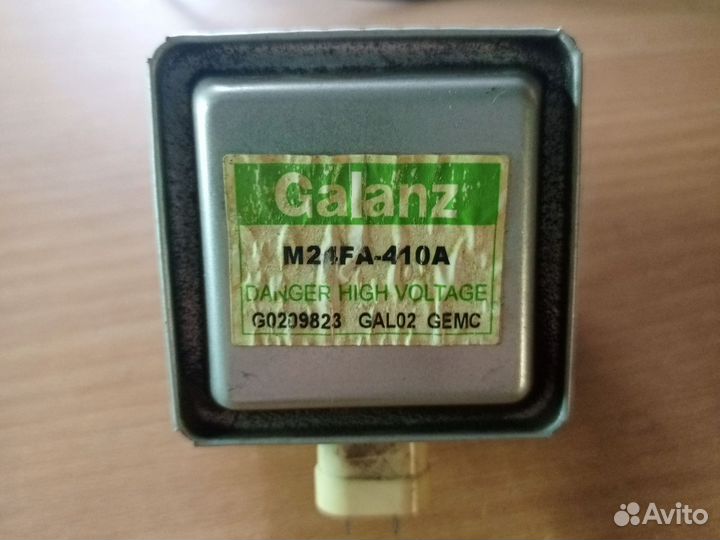 Galanz
M24FA-410A
DANGER HIGH VOLTAGE
G0209823 GAL02 GEMC
Avito